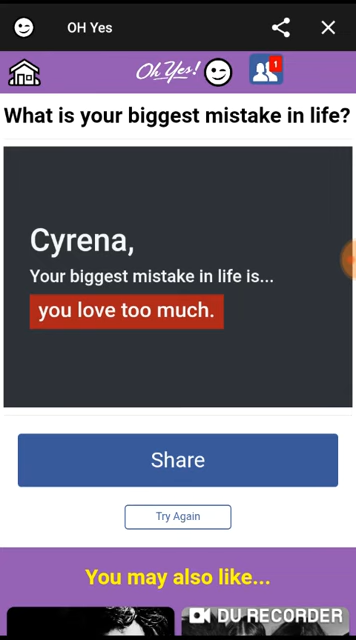 OH Yes
Oh Yes!
1
What is your biggest mistake in life?
Cyrena,
Your biggest mistake in life is...
you love too much.
Share
Try Again
You may also like...
DU RECORDER